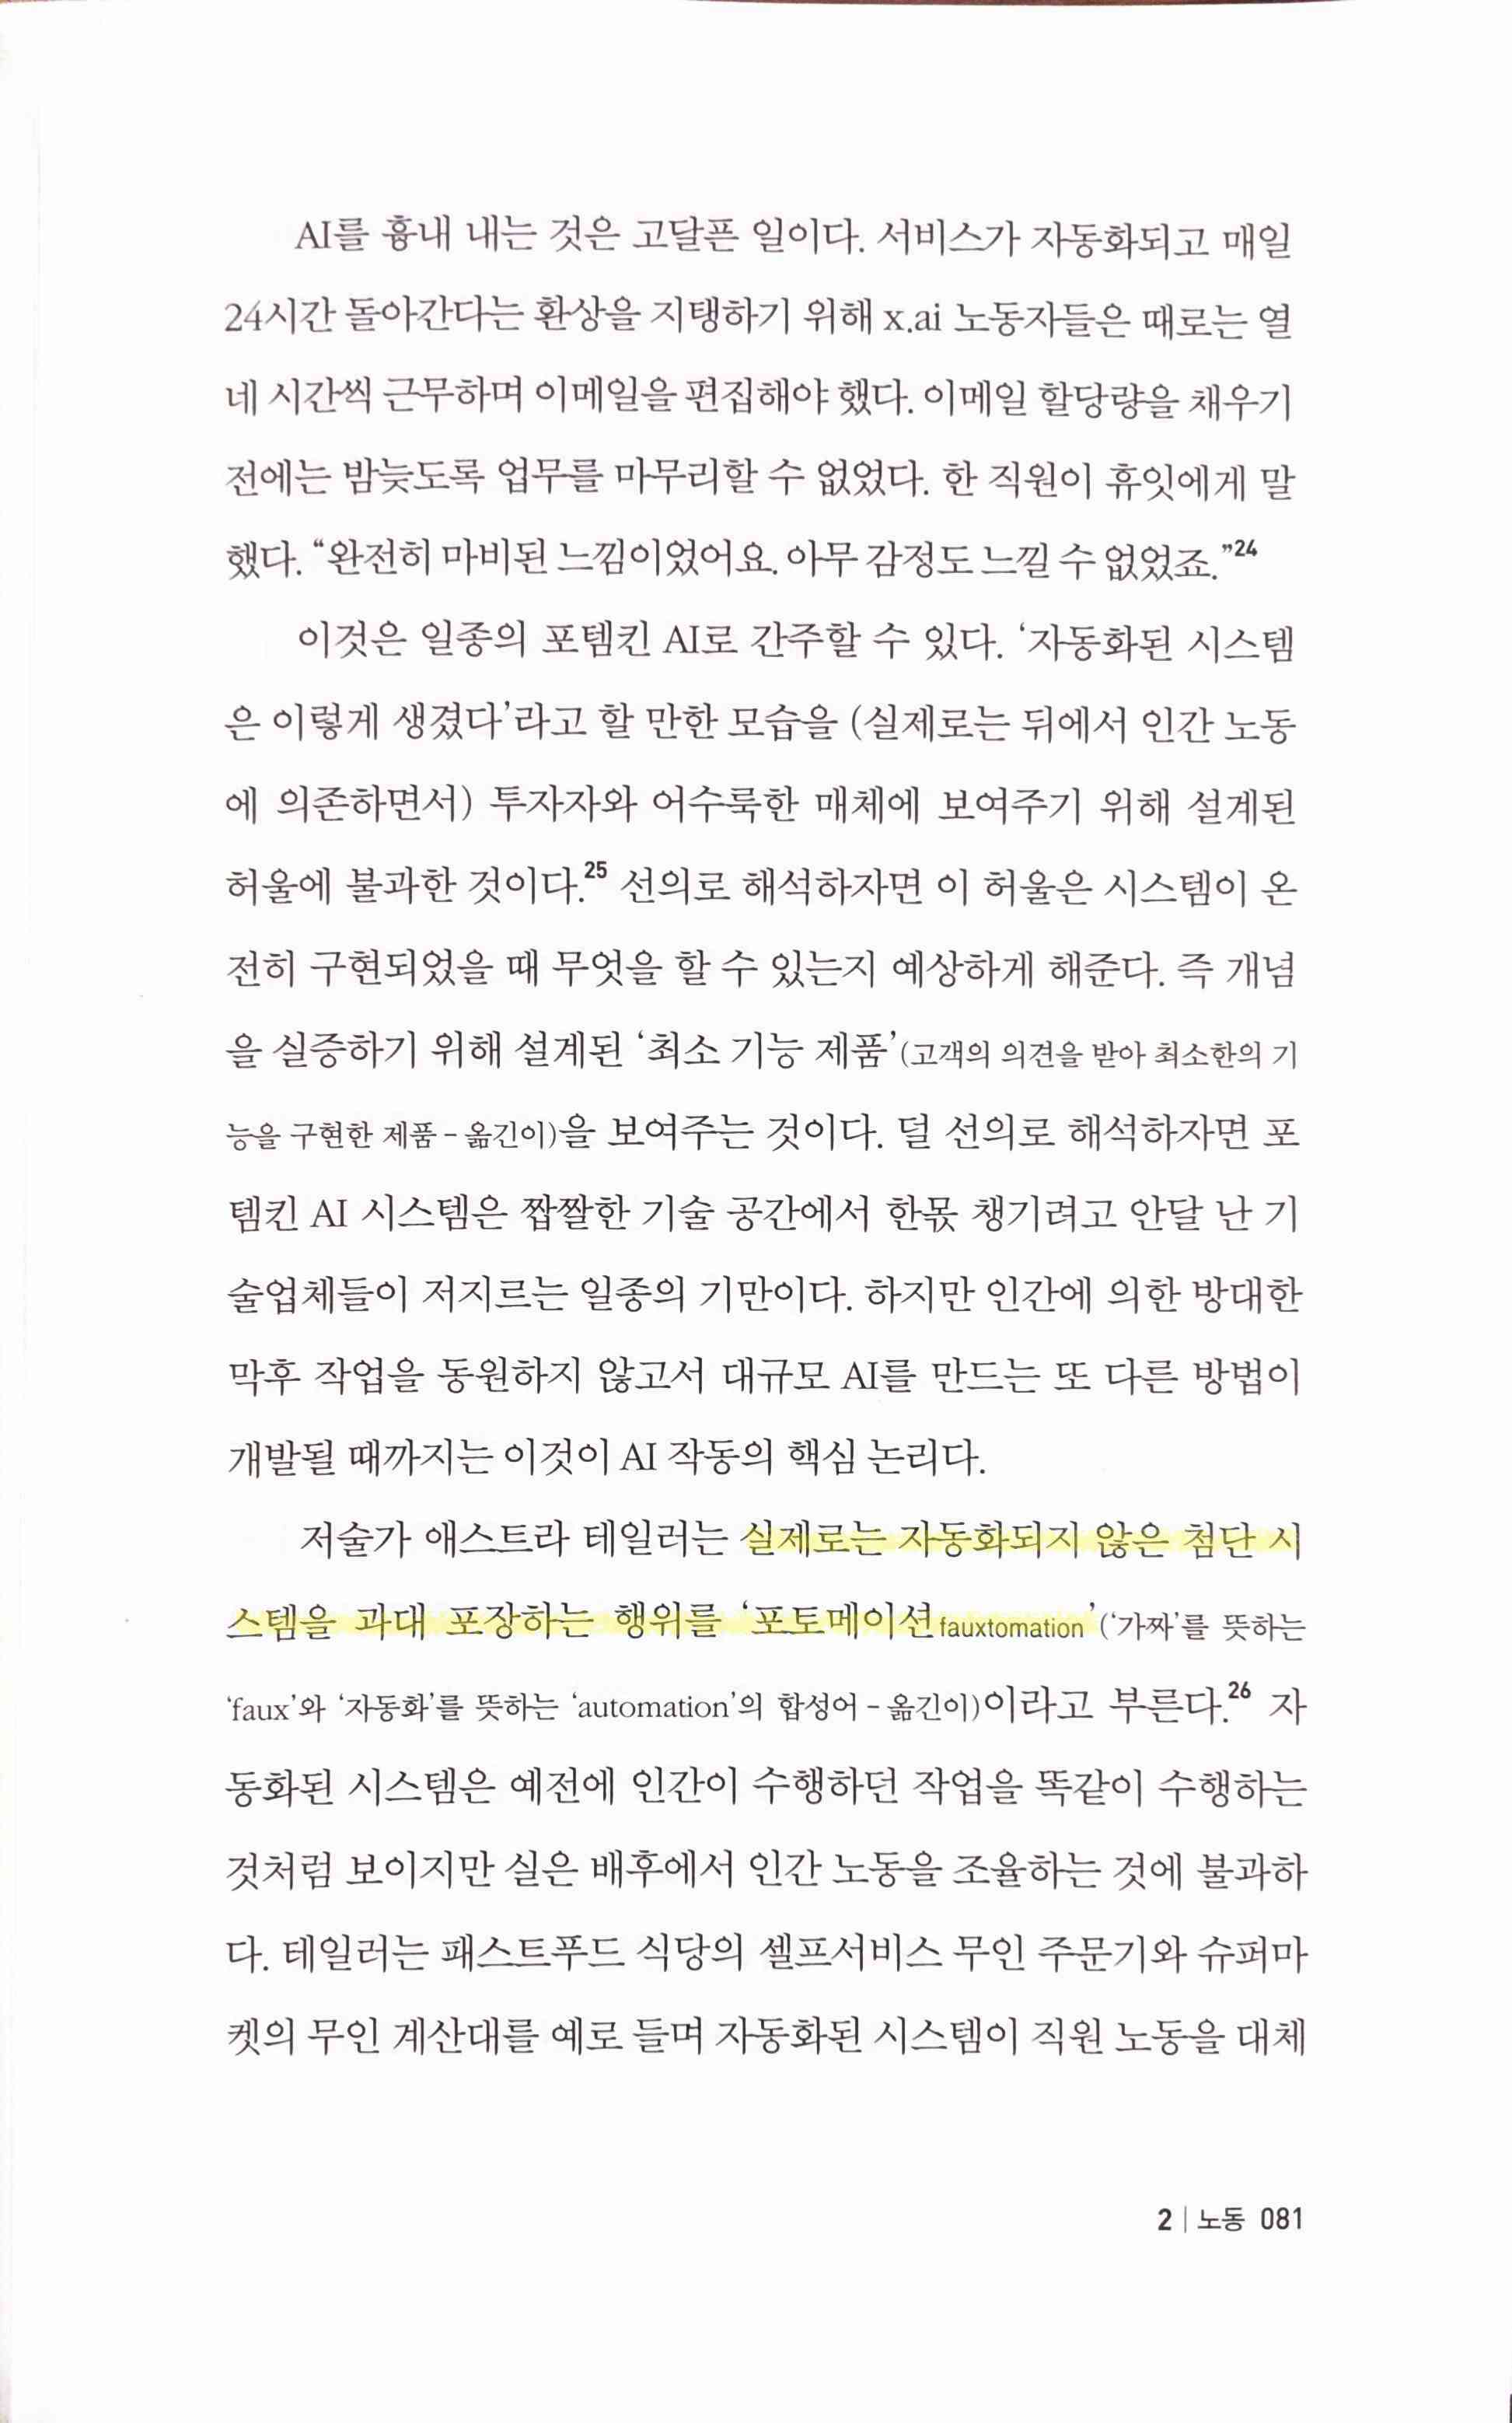 AI를 흉내 내는 것은 고달픈 일이다. 서비스가 자동화되고 매일
24시간 돌아간다는 환상을 지탱하기 위해 x.ai 노동자들은 때로는 열
네 시간씩 근무하며 이메일을 편집해야 했다. 이메일 할당량을 채우기
전에는 밤늦도록 업무를 마무리할 수 없었다. 한 직원이 휴잇에게 말
했다. “완전히 마비된 느낌이었어요. 아무 감정도 느낄 수 없었죠.”24
이것은 일종의 포템킨 AI로 간주할 수 있다. ‘자동화된 시스템
은 이렇게 생겼다’라고 할 만한 모습을 (실제로는 뒤에서 인간 노동
에 의존하면서) 투자자와 어수룩한 매체에 보여주기 위해 설계된
허울에 불과한 것이다.25 선의로 해석하자면 이 허울은 시스템이 온
전히 구현되었을 때 무엇을 할 수 있는지 예상하게 해준다. 즉 개념
을 실증하기 위해 설계된 ‘최소 기능 제품’(고객의 의견을 받아 최소한의 기
능을 구현한 제품－옮긴이)을 보여주는 것이다. 덜 선의로 해석하자면 포
템킨 AI 시스템은 짭짤한 기술 공간에서 한몫 챙기려고 안달 난 기
술업체들이 저지르는 일종의 기만이다. 하지만 인간에 의한 방대한
막후 작업을 동원하지 않고서 대규모 AI를 만드는 또 다른 방법이
개발될 때까지는 이것이 AI 작동의 핵심 논리다.
저술가 애스트라 테일러는 실제로는 자동화되지 않은 첨단 시
스템을 과대 포장하는 행위를 ‘포토메이션fauxtomation’(‘가짜’를 뜻하는
‘faux’와 ‘자동화’를 뜻하는 ‘automation’의 합성어－옮긴이)이라고 부른다.26 자
동화된 시스템은 예전에 인간이 수행하던 작업을 똑같이 수행하는
것처럼 보이지만 실은 배후에서 인간 노동을 조율하는 것에 불과하
다. 테일러는 패스트푸드 식당의 셀프서비스 무인 주문기와 슈퍼마
켓의 무인 계산대를 예로 들며 자동화된 시스템이 직원 노동을 대체
2 | 노동 081